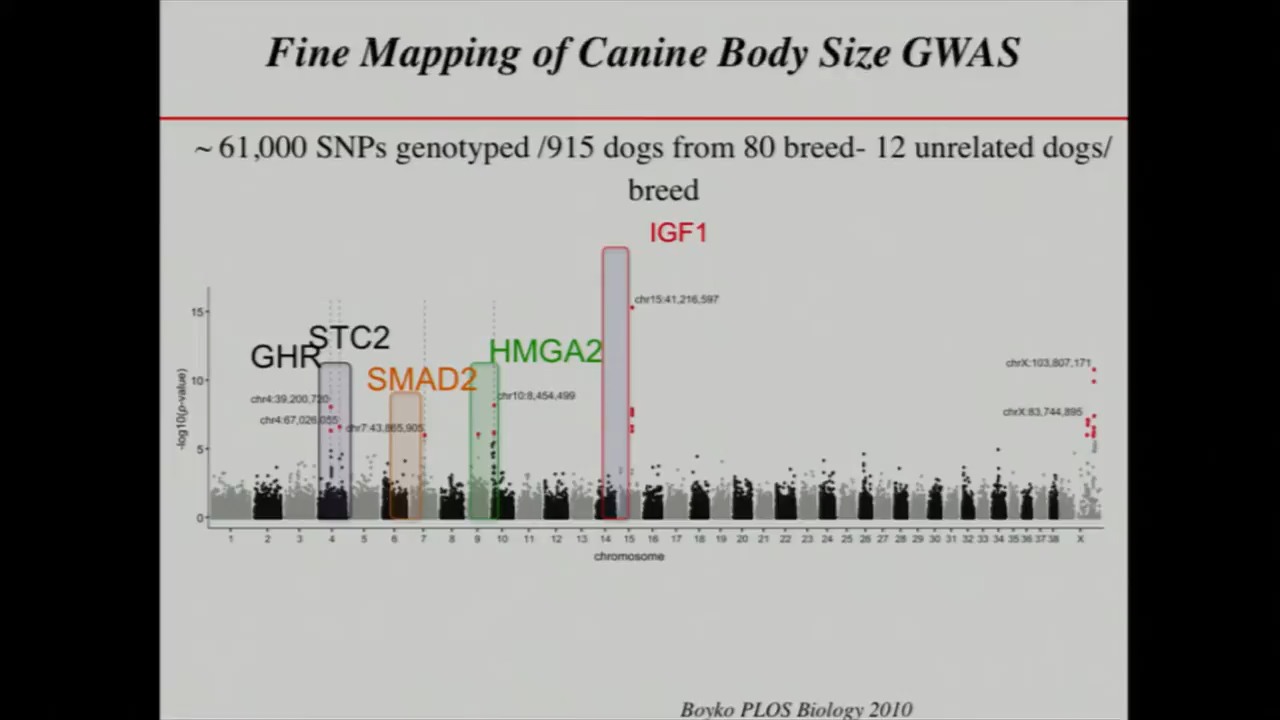 Fine Mapping of Canine Body Size GWAS
~ 61,000 SNPs genotyped /915 dogs from 80 breed- 12 unrelated dogs/
breed
IGF1
chr15:41,216,597
15
STC2
GHR
HMGA2
SMAD2
chrX:103,807,171
10
chr4:39,200,720
chr10:8,454,499
chrX:83,744,895
chr4:67,026,055
chr7:43,865,905
5
0
-log10(p-value)
1 2 3 4 5 6 7 8 9 10 11 12 13 14 15 16 17 18 19 20 21 22 23 24 25 26 27 28 29 30 31 32 33 34 35 36 37 38 X
chromosome
Boyko PLOS Biology 2010